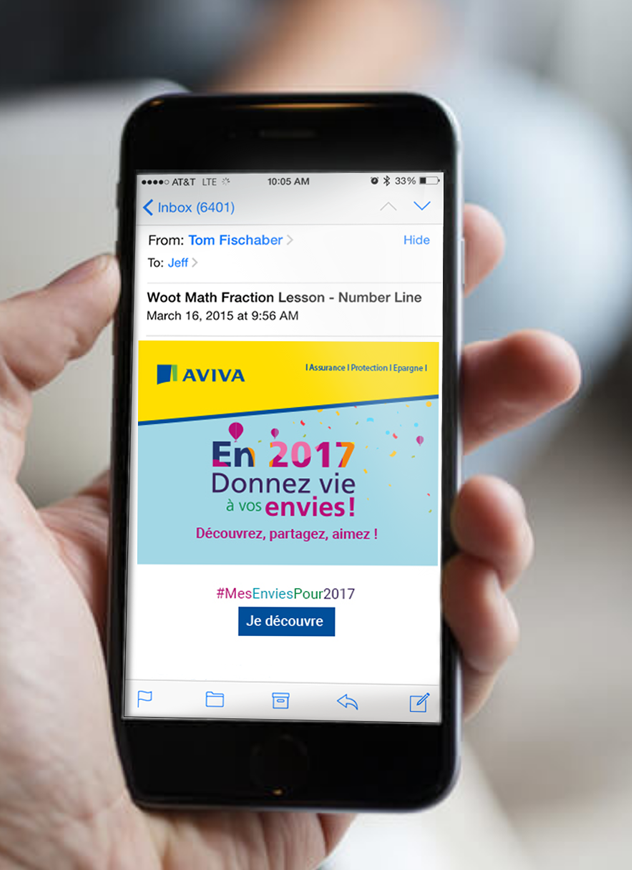 AT&T LTE 10:05 AM 33%
Inbox (6401)
From: Tom Fischaber Hide
To: Jeff
Woot Math Fraction Lesson - Number Line
March 16, 2015 at 9:56 AM
AVIVA
I Assurance I Protection I Epargne I
En 2017
Donnez vie
à vos envies!
Découvrez, partagez, aimez !
#MesEnviesPour2017
Je découvre